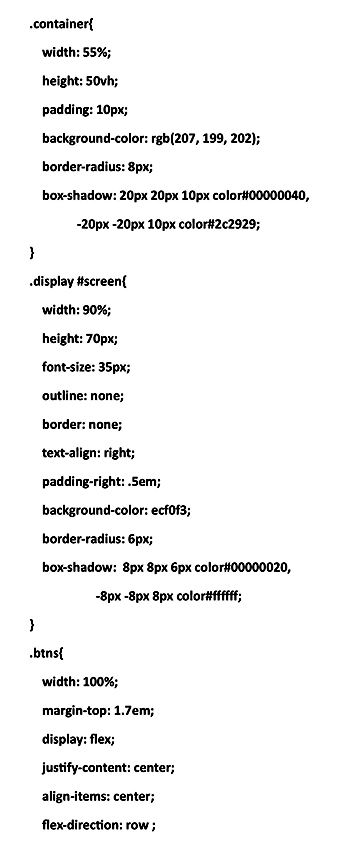 .container{
width: 55%;
height: 50vh;
padding: 10px;
background-color: rgb(207, 199, 202);
border-radius: 8px;
box-shadow: 20px 20px 10px color#00000040,
-20px -20px 10px color#2c2929;
}
.display #screen{
width: 90%;
height: 70px;
font-size: 35px;
outline: none;
border: none;
text-align: right;
padding-right: .5em;
background-color: ecf0f3;
border-radius: 6px;
box-shadow:  8px 8px 6px color#00000020,
-8px -8px 8px color#ffffff;
}
.btns{
width: 100%;
margin-top: 1.7em;
display: flex;
justify-content: center;
align-items: center;
flex-direction: row ;